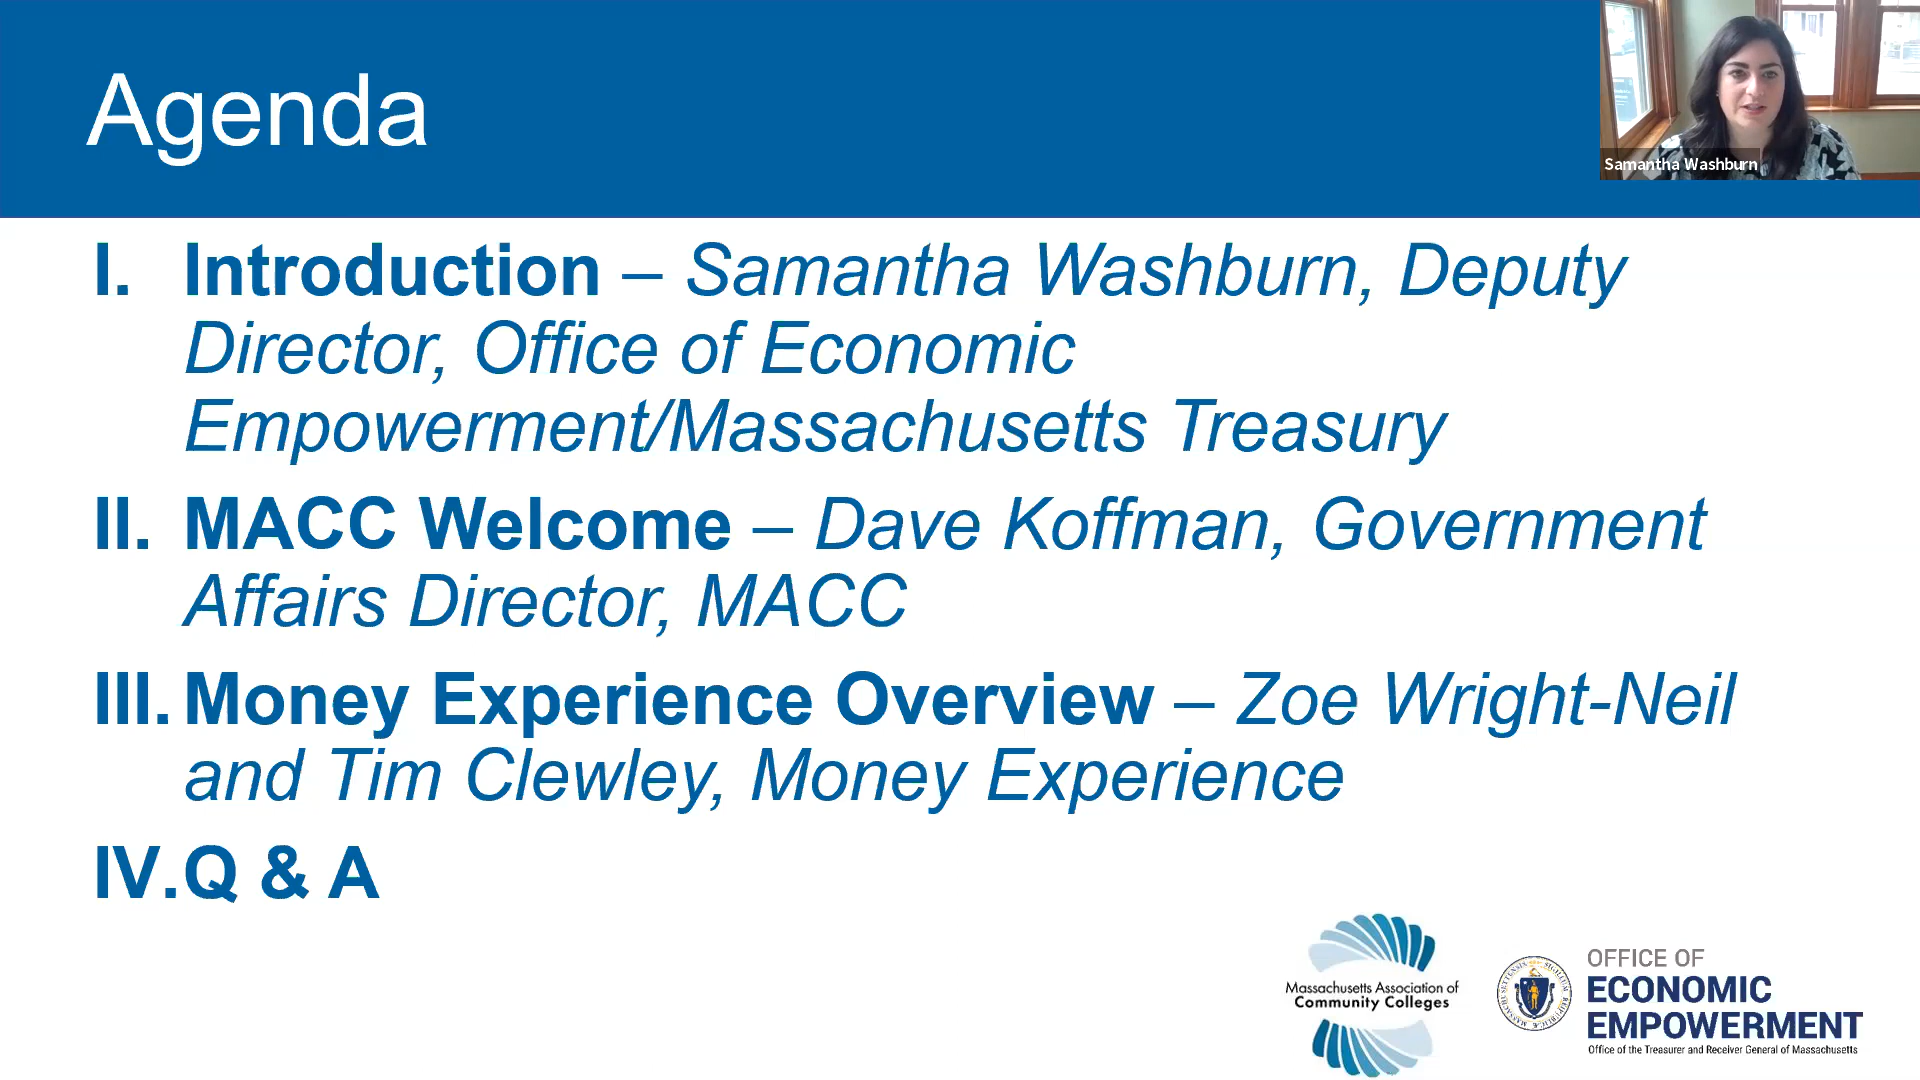 Agenda
Samantha Washburn
I. Introduction – Samantha Washburn, Deputy
Director, Office of Economic
Empowerment/Massachusetts Treasury
II. MACC Welcome – Dave Koffman, Government
Affairs Director, MACC
III. Money Experience Overview – Zoe Wright-Neil
and Tim Clewley, Money Experience
IV. Q & A
Massachusetts Association of
Community Colleges
OFFICE OF
ECONOMIC
EMPOWERMENT
Office of the Treasurer and Receiver General of Massachusetts